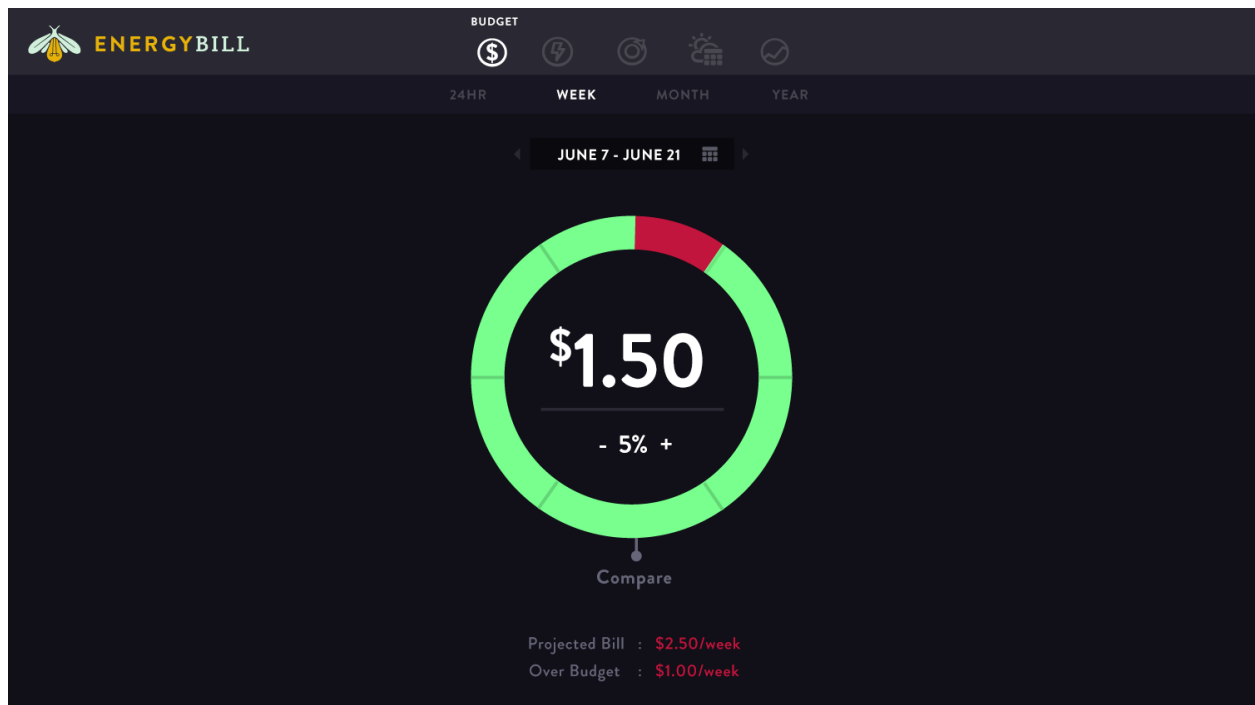 BUDGET
ENERGYBILL
$
24HR WEEK MONTH YEAR
JUNE 7 - JUNE 21
$1.50
- 5% +
Compare
Projected Bill : $2.50/week
Over Budget : $1.00/week